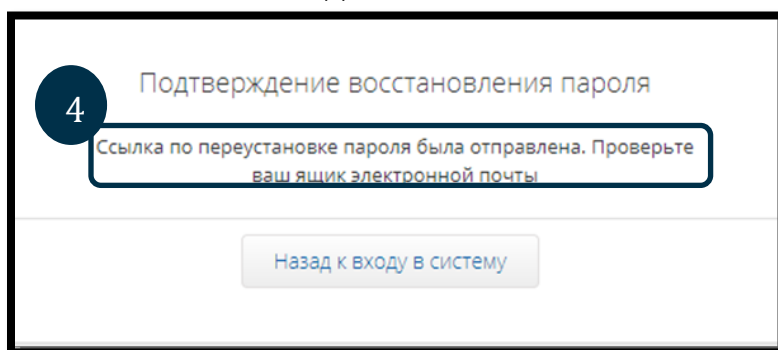 Подтверждение восстановления пароля
4
Ссылка по переустановке пароля была отправлена. Проверьте
ваш ящик электронной почты
Назад к входу в систему